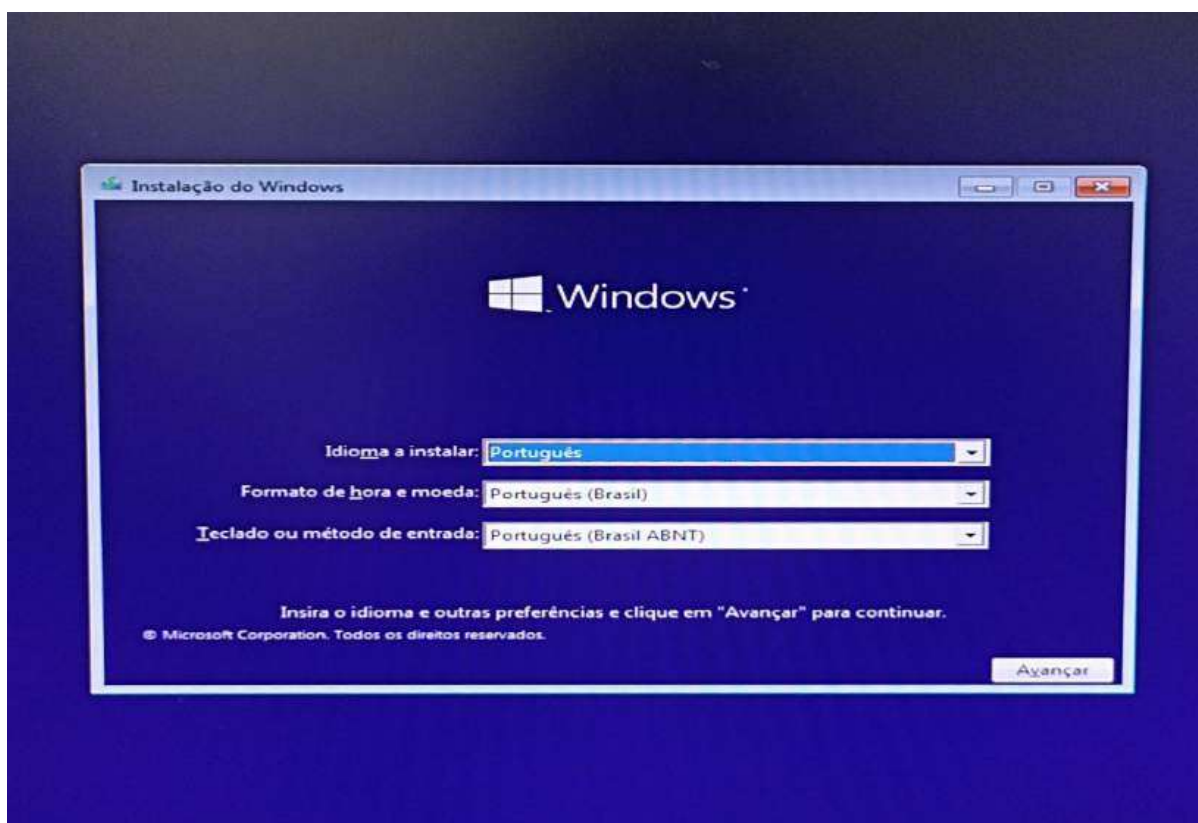 Instalação do Windows
Windows
Idioma a instalar: Português
Formato de hora e moeda: Português (Brasil)
Teclado ou método de entrada: Português (Brasil ABNT)
Insira o idioma e outras preferências e clique em "Avançar" para continuar.
© Microsoft Corporation. Todos os direitos reservados.
Avançar